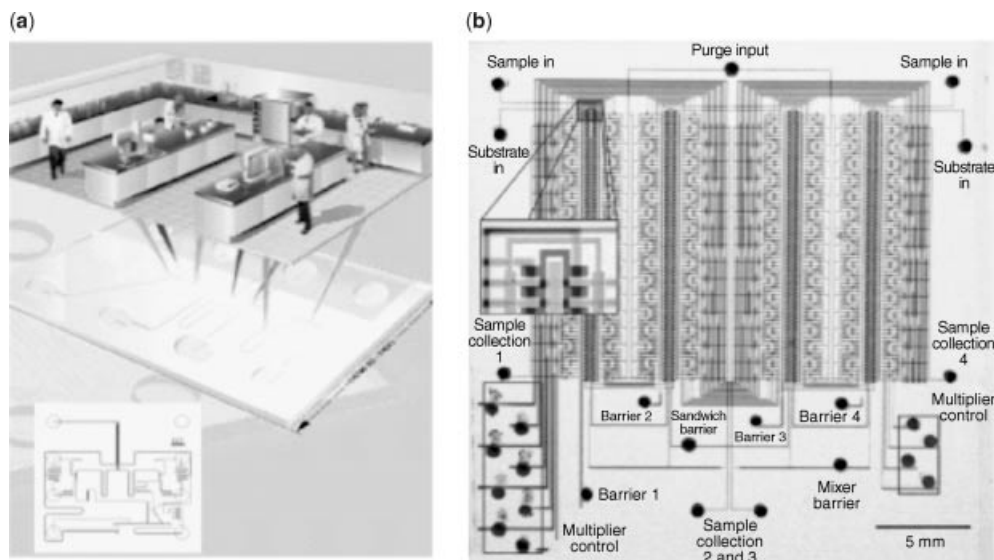 (a)
(b)
Purge input
Sample in
Sample in
Substrate
in
Substrate
in
Sample
collection
1
Sample
collection
4
Multiplier
control
Barrier 2
Sandwich
barrier
Barrier 3
Barrier 4
Barrier 1
Mixer
barrier
Multiplier
control
Sample
collection
2 and 3
5 mm